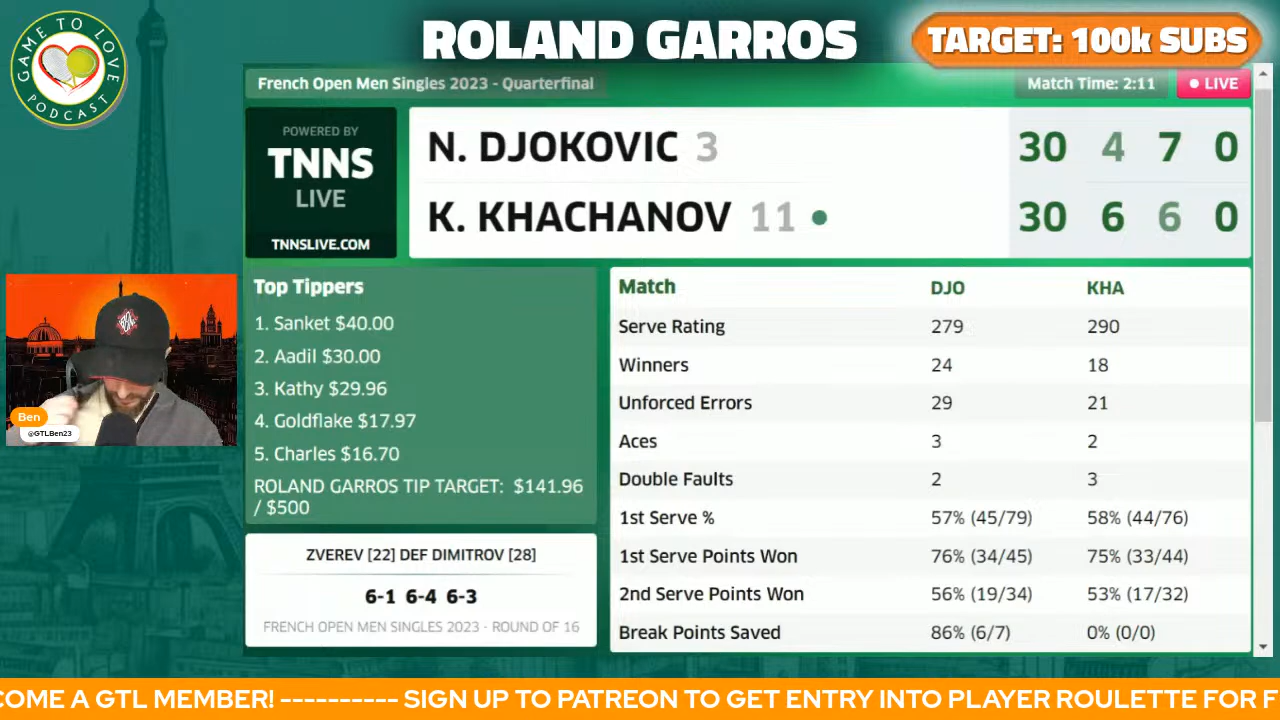 GAME TO LOVE
PODCAST
ROLAND GARROS
TARGET: 100k SUBS
French Open Men Singles 2023 - Quarterfinal
Match Time: 2:11
LIVE
POWERED BY
TNNS
LIVE
TNNSLIVE.COM
N. DJOKOVIC 3 30 4 7 0
K. KHACHANOV 11 30 6 6 0
Top Tippers
1. Sanket $40.00
2. Aadil $30.00
3. Kathy $29.96
4. Goldflake $17.97
5. Charles $16.70
ROLAND GARROS TIP TARGET: $141.96
/ $500
ZVEREV [22] DEF DIMITROV [28]
6-1 6-4 6-3
FRENCH OPEN MEN SINGLES 2023 - ROUND OF 16
Match DJO KHA
Serve Rating 279 290
Winners 24 18
Unforced Errors 29 21
Aces 3 2
Double Faults 2 3
1st Serve % 57% (45/79) 58% (44/76)
1st Serve Points Won 76% (34/45) 75% (33/44)
2nd Serve Points Won 56% (19/34) 53% (17/32)
Break Points Saved 86% (6/7) 0% (0/0)
Ben
@GTLBen23
COME A GTL MEMBER! ---------- SIGN UP TO PATREON TO GET ENTRY INTO PLAYER ROULETTE FOR F